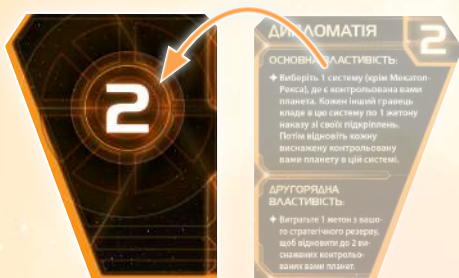 2
ДИПЛОМАТІЯ
2
ОСНОВНА ВЛАСТИВІСТЬ:
Виберіть 1 систему (крім Мекатол-
Рекса), де є контрольована вами
планета. Кожен інший гравець
кладе в цю систему по 1 жетону
наказу зі своїх підкріплень.
Потім відновіть кожну
виснажену контрольовану
вами планету в цій системі.
ДРУГОРЯДНА
ВЛАСТИВІСТЬ:
Витратьте 1 жетон з вашо-
го стратегічного резерву,
щоб відновити до 2 ви-
снажених контрольо-
ваних вами планет.